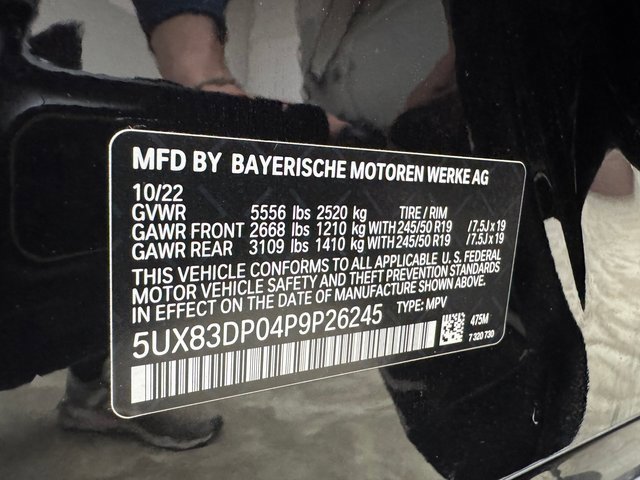 MFD BY BAYERISCHE MOTOREN WERKE AG
10/22
GVWR 5556 lbs 2520 kg TIRE / RIM
GAWR FRONT 2668 lbs 1210 kg WITH 245/50 R19 / 7.5J x 19
GAWR REAR 3109 lbs 1410 kg WITH 245/50 R19 / 7.5J x 19
THIS VEHICLE CONFORMS TO ALL APPLICABLE U. S. FEDERAL
MOTOR VEHICLE SAFETY AND THEFT PREVENTION STANDARDS
IN EFFECT ON THE DATE OF MANUFACTURE SHOWN ABOVE.
5UX83DP04P9P26245 TYPE: MPV
475M
7 320 730